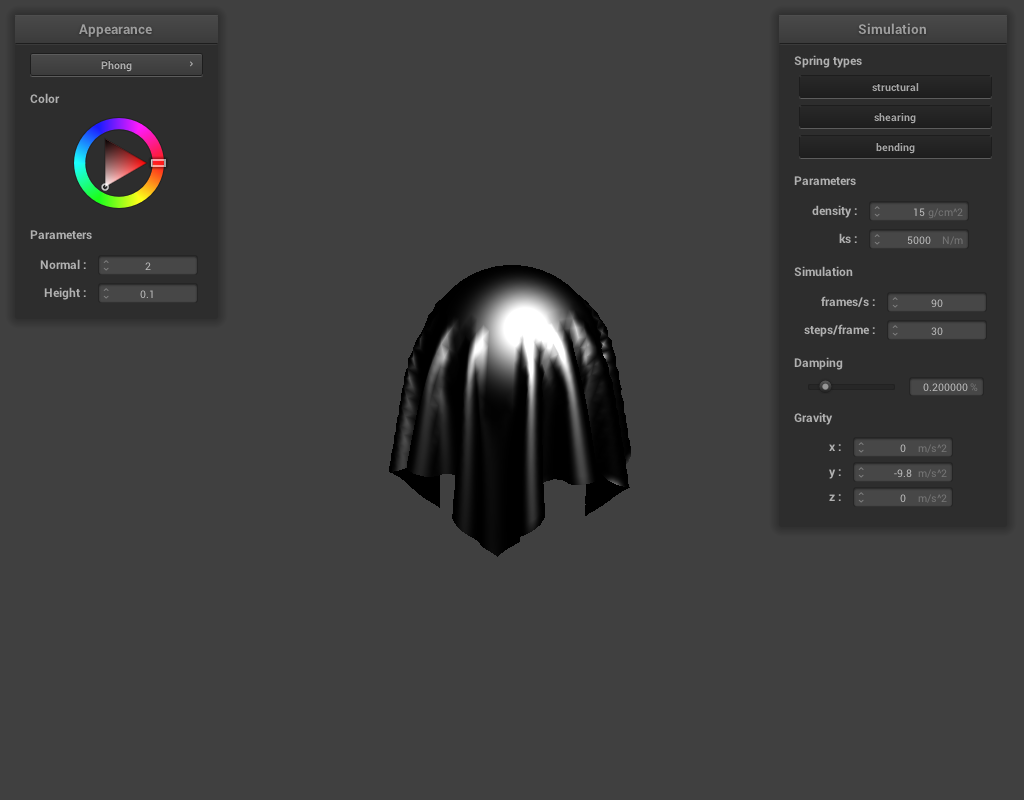 Appearance
Phong
Color
Parameters
Normal : 2
Height : 0.1
Simulation
Spring types
structural
shearing
bending
Parameters
density : 15 g/cm^2
ks : 5000 N/m
Simulation
frames/s : 90
steps/frame : 30
Damping
0.200000 %
Gravity
x : 0 m/s^2
y : -9.8 m/s^2
z : 0 m/s^2